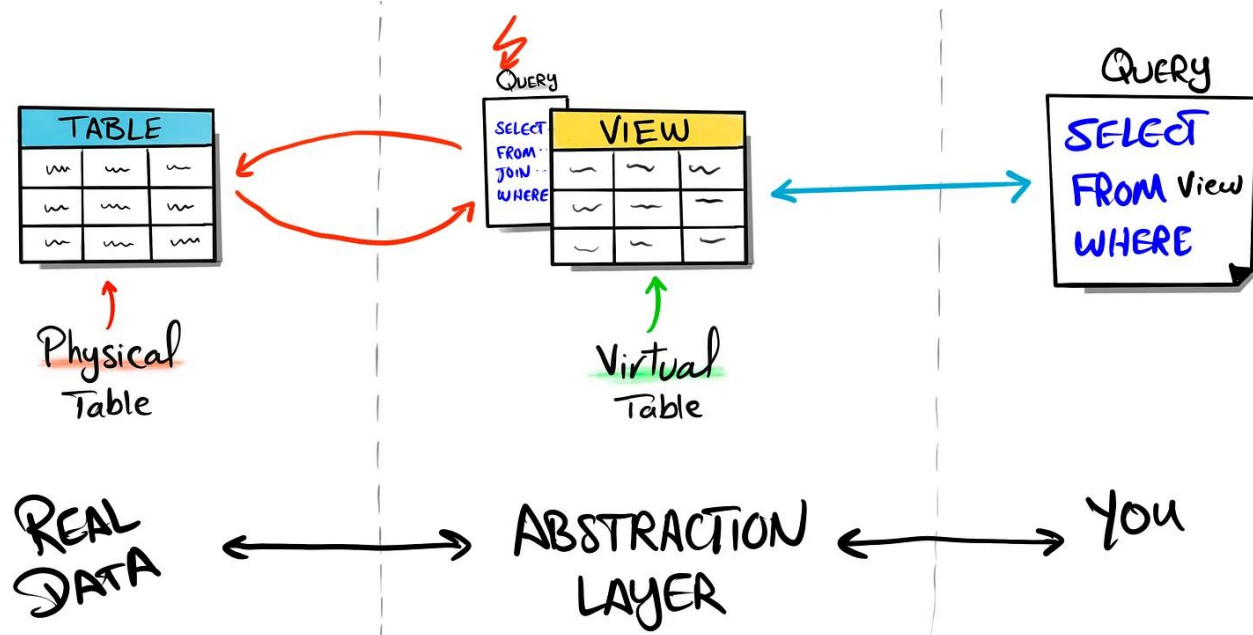 TABLE
Physical
Table
REAL
DATA
QUERY
SELECT..
FROM..
JOIN..
WHERE
VIEW
Virtual
Table
ABSTRACTION
LAYER
QUERY
SELECT
FROM View
WHERE
YOU